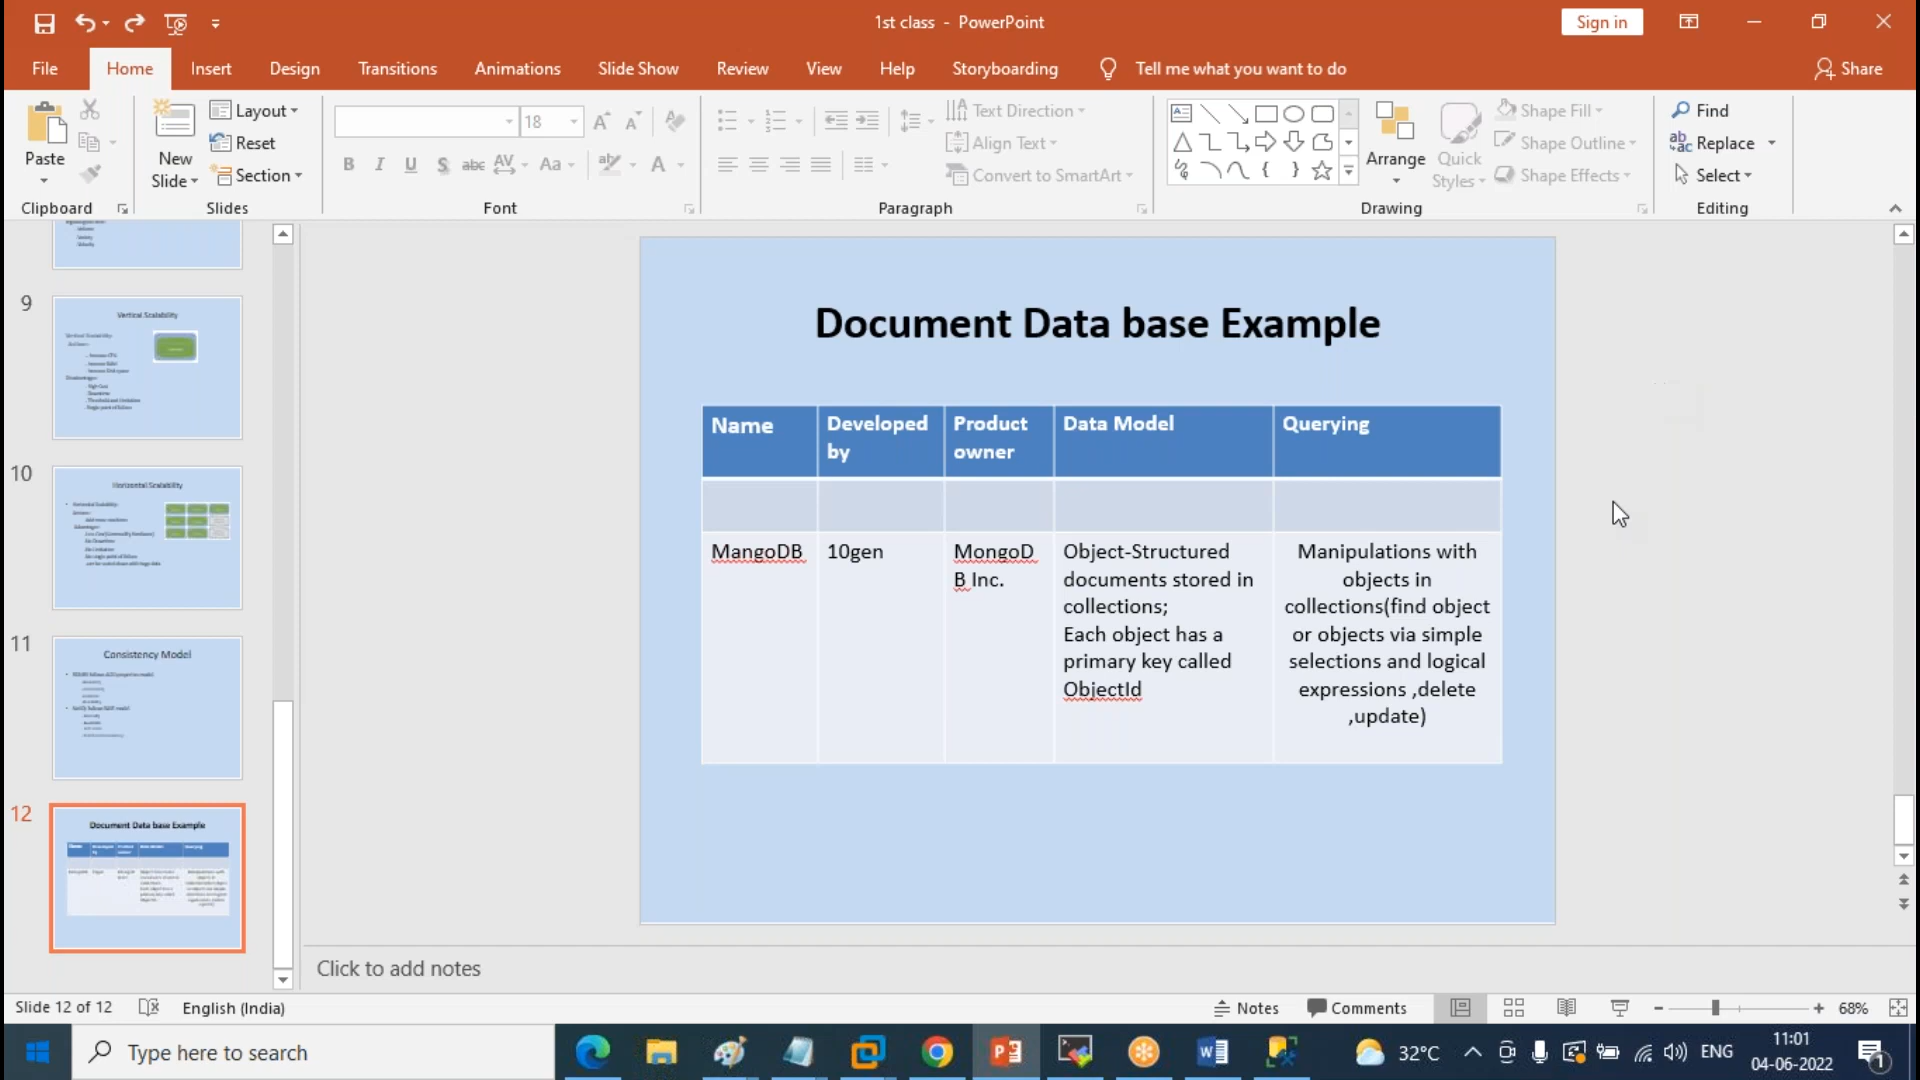 1st class - PowerPoint
Sign in
File Home Insert Design Transitions Animations Slide Show Review View Help Storyboarding Tell me what you want to do Share
Paste
Clipboard
New Slide
Layout
Reset
Section
Slides
18
B I U S abc AV Aa A
Font
Text Direction
Align Text
Convert to SmartArt
Paragraph
Arrange
Quick Styles
Shape Fill
Shape Outline
Shape Effects
Drawing
Find
Replace
Select
Editing
9
Vertical Scalability
10
Horizontal Scalability
11
Consistency Model
12
Document Data base Example
Document Data base Example
Name
Developed
by
Product
owner
Data Model
Querying
MangoDB
10gen
MongoD
B Inc.
Object-Structured
documents stored in
collections;
Each object has a
primary key called
ObjectId
Manipulations with
objects in
collections(find object
or objects via simple
selections and logical
expressions ,delete
,update)
Click to add notes
Slide 12 of 12 English (India) Notes Comments 68%
Type here to search
32°C ENG
11:01
04-06-2022
1